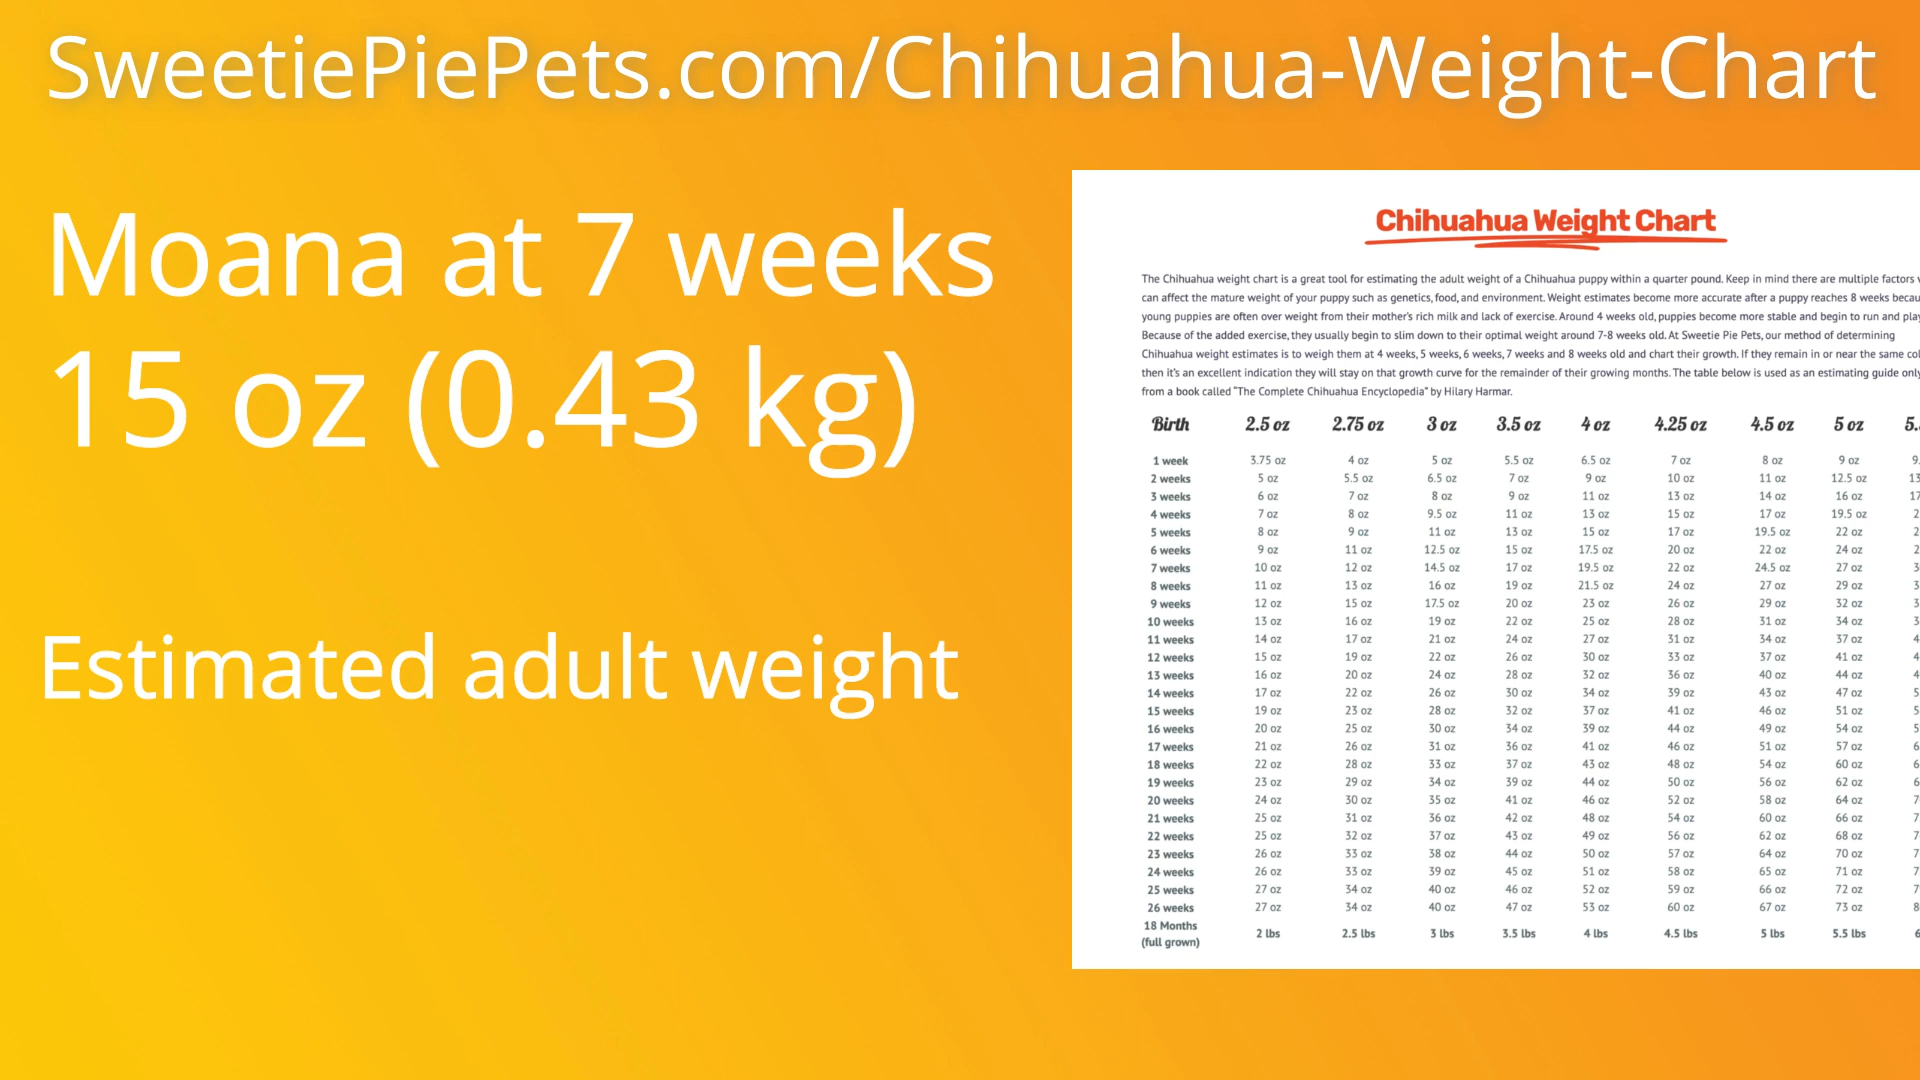 SweetiePiePets.com/Chihuahua-Weight-Chart
Moana at 7 weeks
15 oz (0.43 kg)
Estimated adult weight
Chihuahua Weight Chart
The Chihuahua weight chart is a great tool for estimating the adult weight of a Chihuahua puppy within a quarter pound. Keep in mind there are multiple factors
can affect the mature weight of your puppy such as genetics, food, and environment. Weight estimates become more accurate after a puppy reaches 8 weeks
young puppies are often over weight from their mother's rich milk and lack of exercise. Around 4 weeks old, puppies become more stable and begin to run and
Because of the added exercise, they usually begin to slim down to their optimal weight around 7-8 weeks old. At Sweetie Pie Pets, our method of determining
Chihuahua weight estimates is to weigh them at 4 weeks, 5 weeks, 6 weeks, 7 weeks and 8 weeks old and chart their growth. If they remain in or near the same
then it's an excellent indication they will stay on that growth curve for the remainder of their growing months. The table below is used as an estimating guide
from a book called "The Complete Chihuahua Encyclopedia" by Hilary Harmar.
Birth 2.5 oz 2.75 oz 3 oz 3.5 oz 4 oz 4.25 oz 4.5 oz 5 oz
1 week 3.75 oz 4 oz 5 oz 5.5 oz 6.5 oz 7 oz 8 oz 9 oz
2 weeks 5 oz 5.5 oz 6.5 oz 7 oz 9 oz 10 oz 11 oz 12.5 oz
3 weeks 6 oz 7 oz 8 oz 9 oz 11 oz 13 oz 14 oz 16 oz
4 weeks 7 oz 8 oz 9.5 oz 11 oz 13 oz 15 oz 17 oz 19.5 oz
5 weeks 8 oz 9 oz 11 oz 13 oz 15 oz 17 oz 19.5 oz 22 oz
6 weeks 9 oz 11 oz 12.5 oz 15 oz 17.5 oz 20 oz 22 oz 24 oz
7 weeks 10 oz 12 oz 14.5 oz 17 oz 19.5 oz 22 oz 24.5 oz 27 oz
8 weeks 11 oz 13 oz 16 oz 19 oz 21.5 oz 24 oz 27 oz 29 oz
9 weeks 12 oz 15 oz 17.5 oz 20 oz 23 oz 26 oz 29 oz 32 oz
10 weeks 13 oz 16 oz 19 oz 22 oz 25 oz 28 oz 31 oz 34 oz
11 weeks 14 oz 17 oz 21 oz 24 oz 27 oz 31 oz 34 oz 37 oz
12 weeks 15 oz 19 oz 22 oz 26 oz 30 oz 33 oz 37 oz 41 oz
13 weeks 16 oz 20 oz 24 oz 28 oz 32 oz 36 oz 40 oz 44 oz
14 weeks 17 oz 22 oz 26 oz 30 oz 34 oz 39 oz 43 oz 47 oz
15 weeks 19 oz 23 oz 28 oz 32 oz 37 oz 41 oz 46 oz 51 oz
16 weeks 20 oz 25 oz 30 oz 34 oz 39 oz 44 oz 49 oz 54 oz
17 weeks 21 oz 26 oz 31 oz 36 oz 41 oz 46 oz 51 oz 57 oz
18 weeks 22 oz 28 oz 33 oz 37 oz 43 oz 48 oz 54 oz 60 oz
19 weeks 23 oz 29 oz 34 oz 39 oz 44 oz 50 oz 56 oz 62 oz
20 weeks 24 oz 30 oz 35 oz 41 oz 46 oz 52 oz 58 oz 64 oz
21 weeks 25 oz 31 oz 36 oz 42 oz 48 oz 54 oz 60 oz 66 oz
22 weeks 25 oz 32 oz 37 oz 43 oz 49 oz 56 oz 62 oz 68 oz
23 weeks 26 oz 33 oz 38 oz 44 oz 50 oz 57 oz 64 oz 70 oz
24 weeks 26 oz 33 oz 39 oz 45 oz 51 oz 58 oz 65 oz 71 oz
25 weeks 27 oz 34 oz 40 oz 46 oz 52 oz 59 oz 66 oz 72 oz
26 weeks 27 oz 34 oz 40 oz 47 oz 53 oz 60 oz 67 oz 73 oz
18 Months
(full grown) 2 lbs 2.5 lbs 3 lbs 3.5 lbs 4 lbs 4.5 lbs 5 lbs 5.5 lbs